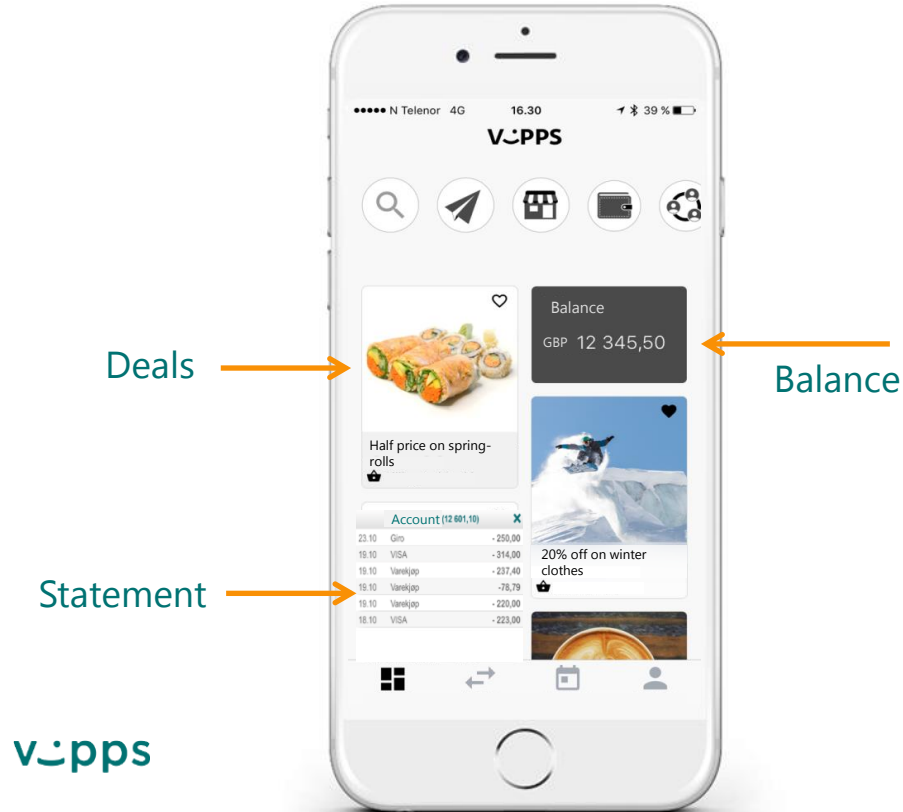 N Telenor 4G 16.30 39 %
VIPPS
Deals
Balance
GBP 12 345,50
Balance
Half price on spring-
rolls
Account (12 601,10) X
23.10 Giro - 250,00
19.10 VISA - 314,00
19.10 Varekjøp - 237,40
19.10 Varekjøp -78,79
19.10 Varekjøp - 220,00
18.10 VISA - 223,00
Statement
20% off on winter
clothes
vipps